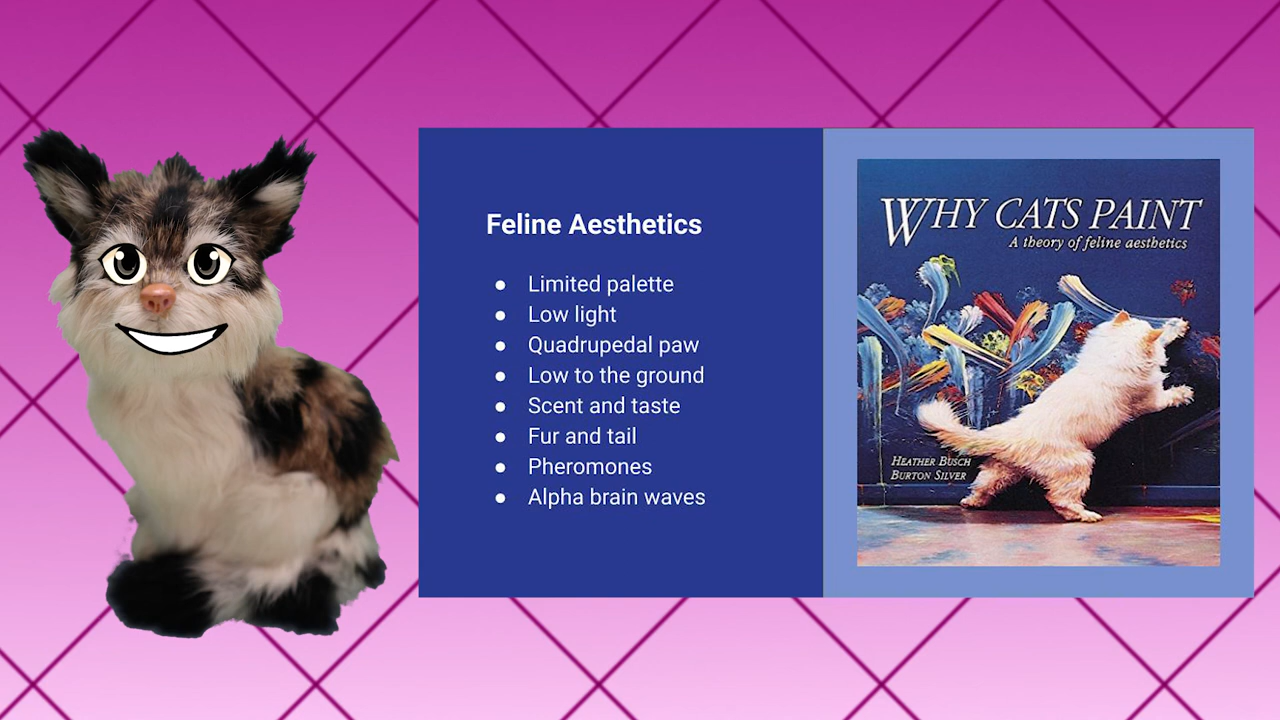 Feline Aesthetics
● Limited palette
● Low light
● Quadrupedal paw
● Low to the ground
● Scent and taste
● Fur and tail
● Pheromones
● Alpha brain waves
WHY CATS PAINT
A theory of feline aesthetics
HEATHER BUSCH
BURTON SILVER